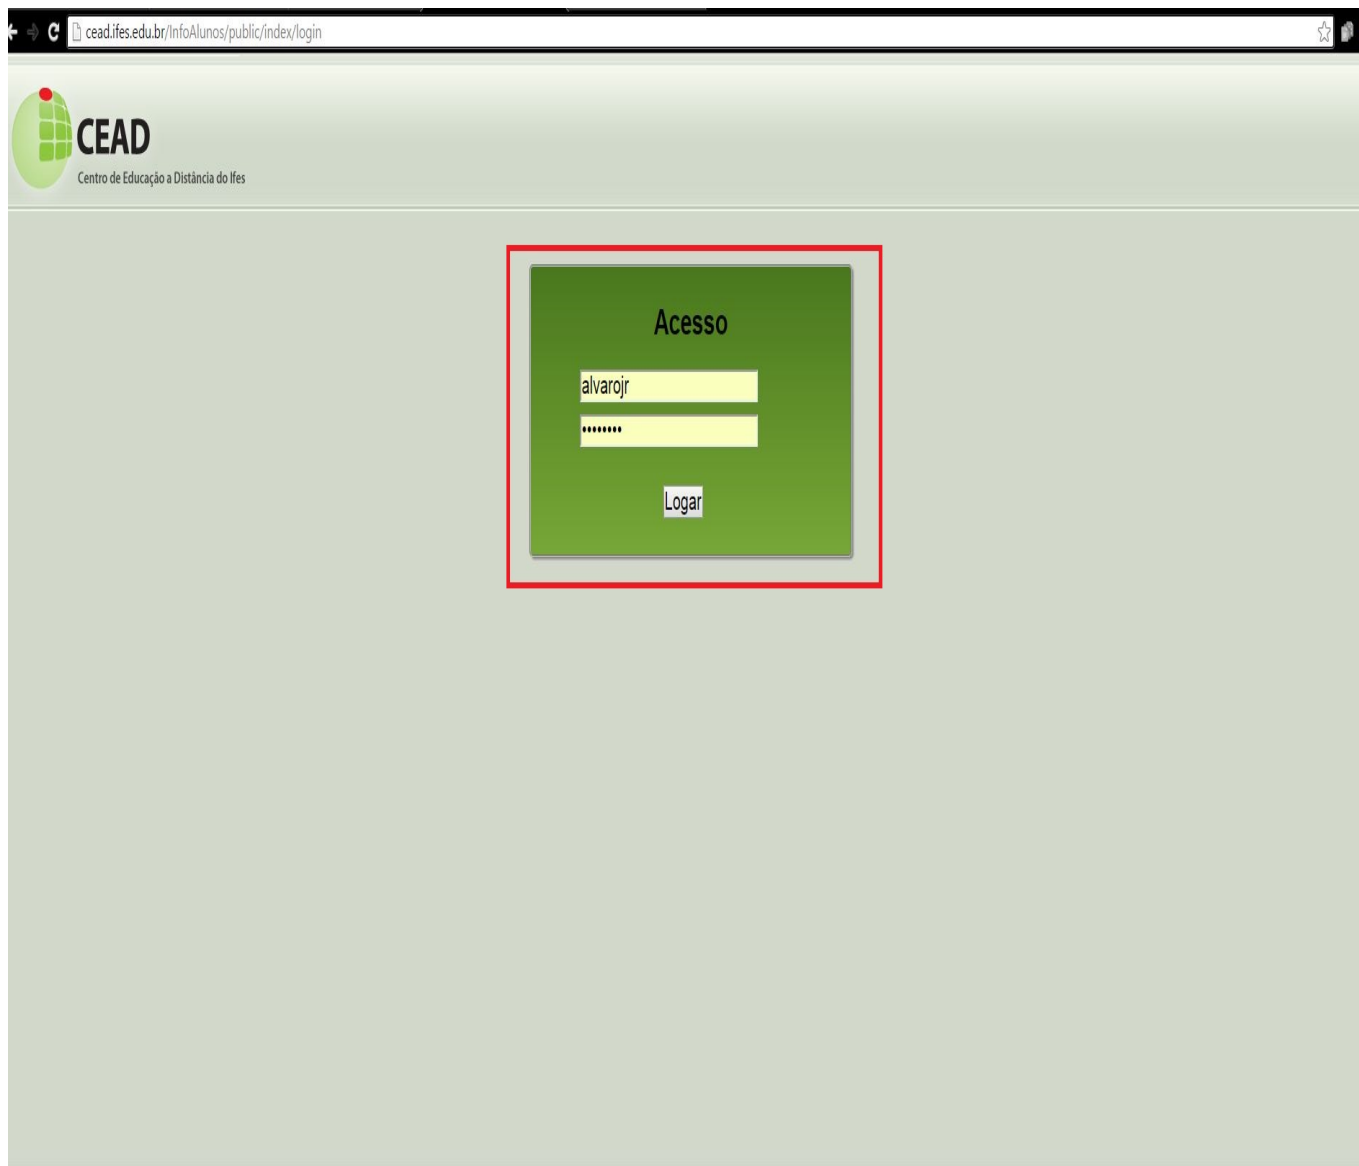 cead.ifes.edu.br/InfoAlunos/public/index/login
CEAD
Centro de Educação a Distância do Ifes
Acesso
alvarojr
••••••••
Logar